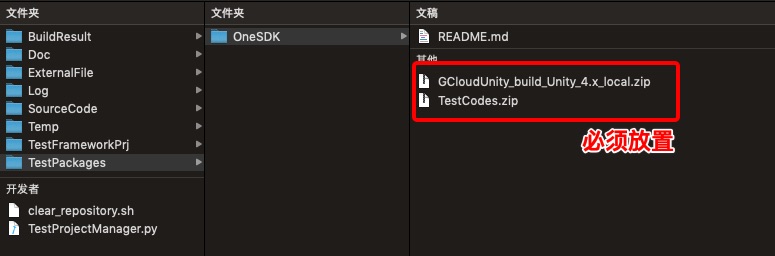 文件夹
BuildResult
Doc
ExternalFile
Log
SourceCode
Temp
TestFrameworkPrj
TestPackages
开发者
clear_repository.sh
TestProjectManager.py
文件夹
OneSDK
文稿
README.md
其他
GCloudUnity_build_Unity_4.x_local.zip
TestCodes.zip
必须放置